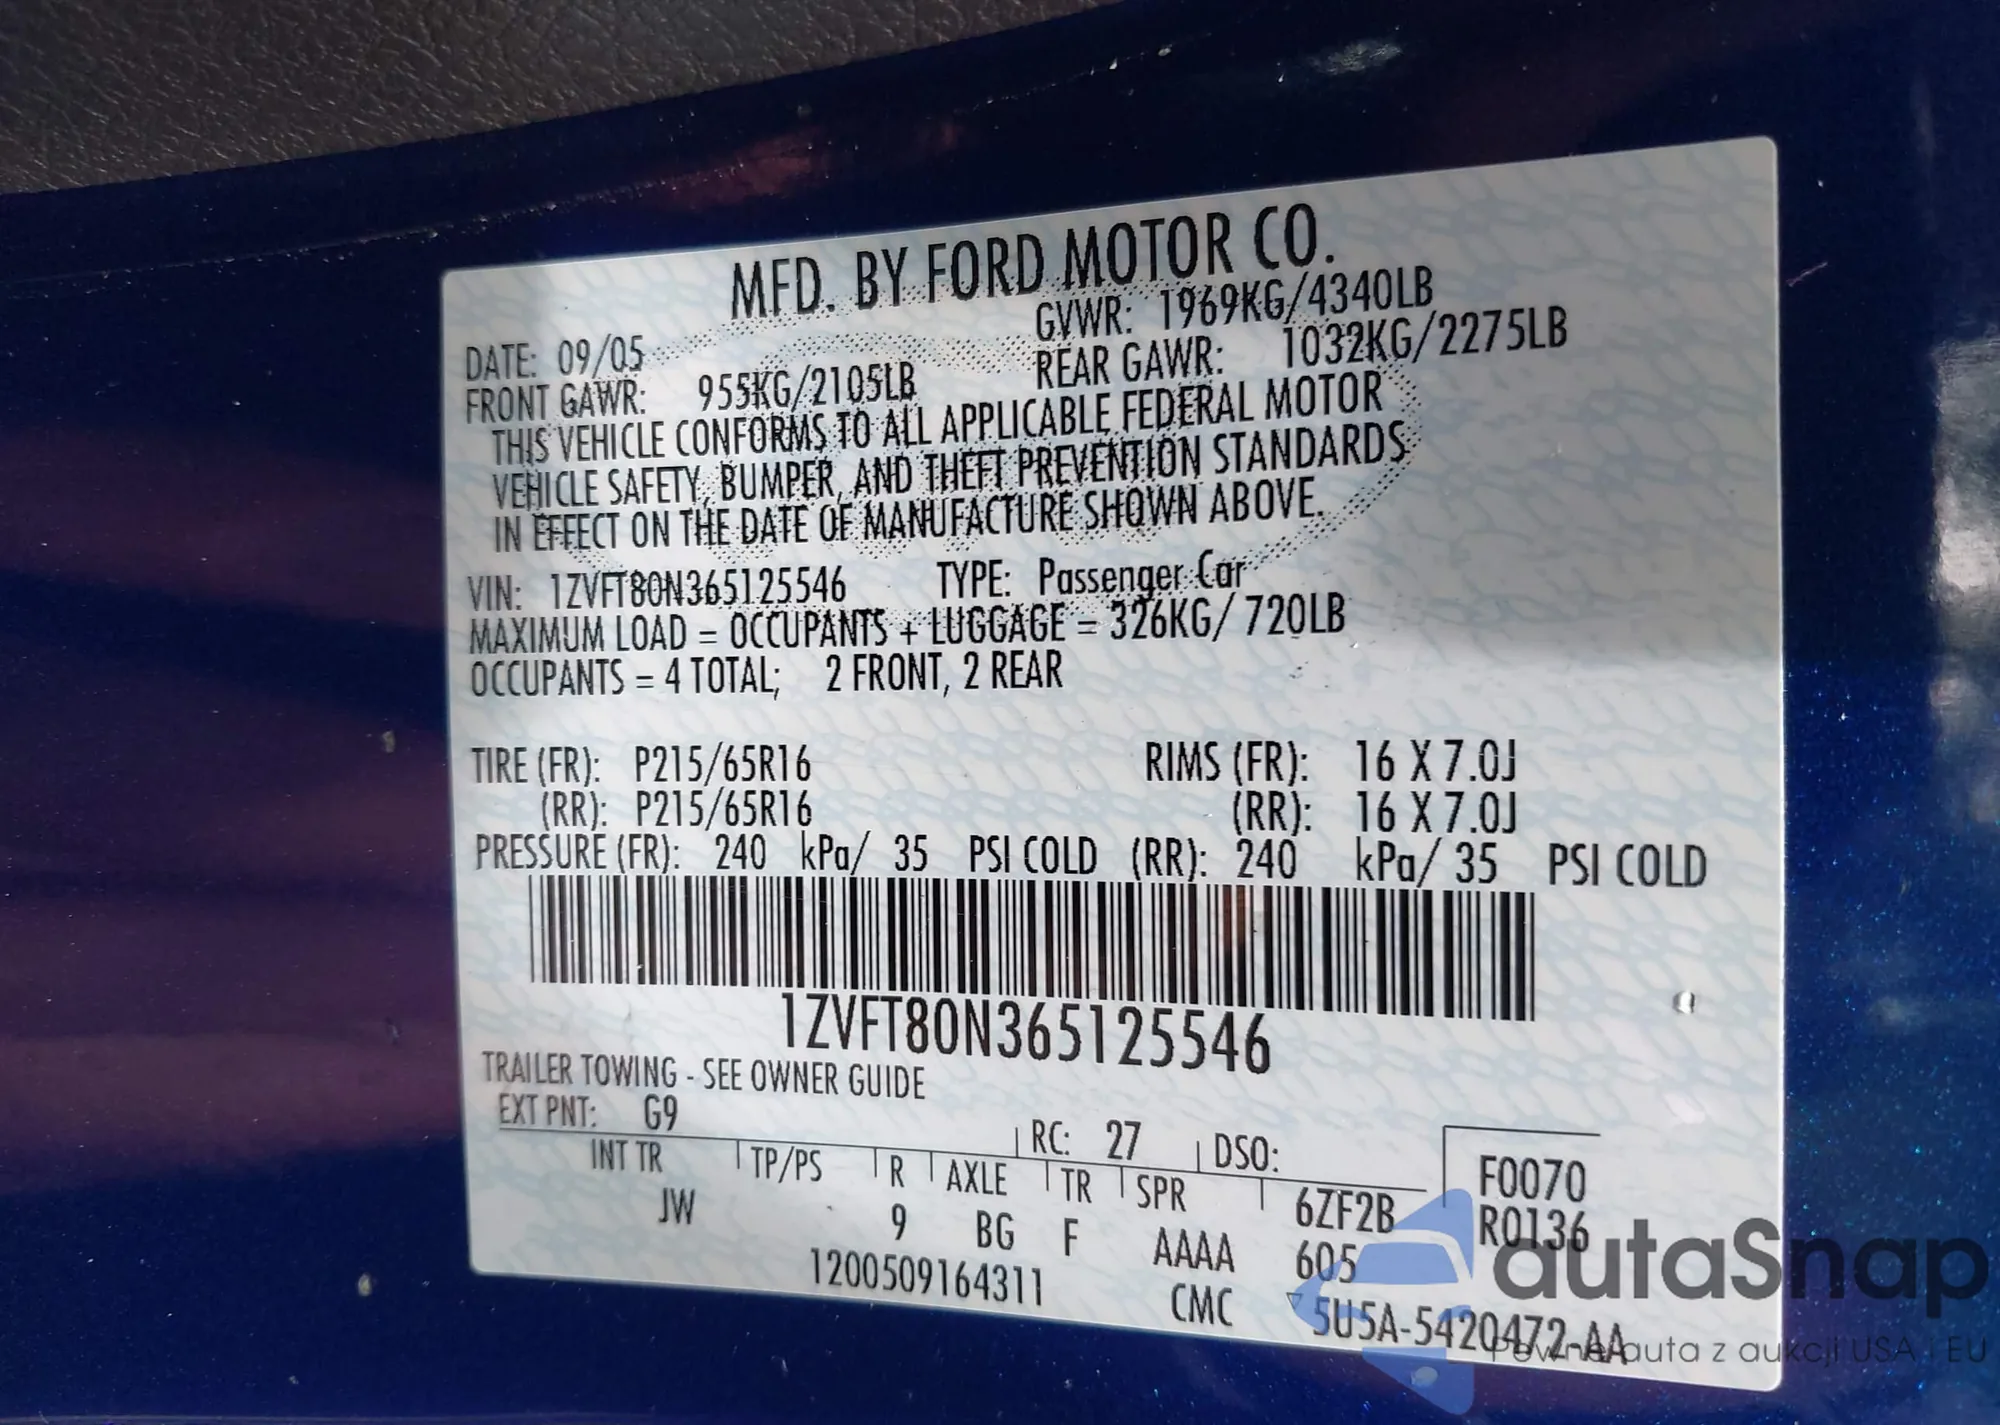 MFD. BY FORD MOTOR CO.
DATE: 09/05 GVWR: 1969KG/4340LB
FRONT GAWR: 955KG/2105LB REAR GAWR: 1032KG/2275LB
THIS VEHICLE CONFORMS TO ALL APPLICABLE FEDERAL MOTOR
VEHICLE SAFETY, BUMPER, AND THEFT PREVENTION STANDARDS
IN EFFECT ON THE DATE OF MANUFACTURE SHOWN ABOVE.
VIN: 1ZVFT80N365125546 TYPE: Passenger Car
MAXIMUM LOAD = OCCUPANTS + LUGGAGE = 326KG/ 720LB
OCCUPANTS = 4 TOTAL; 2 FRONT, 2 REAR
TIRE (FR): P215/65R16 RIMS (FR): 16 X 7.0J
(RR): P215/65R16 (RR): 16 X 7.0J
PRESSURE (FR): 240 kPa/ 35 PSI COLD (RR): 240 kPa/ 35 PSI COLD
1ZVFT80N365125546
TRAILER TOWING - SEE OWNER GUIDE
EXT PNT: G9 RC: 27 DSO: F0070
INT TR TP/PS R AXLE TR SPR 6ZF2B R0136
JW 9 BG F AAAA 605
1200509164311 CMC 5U5A-5420472-AA
autaSnap
Pewne auta z aukcji USA i EU